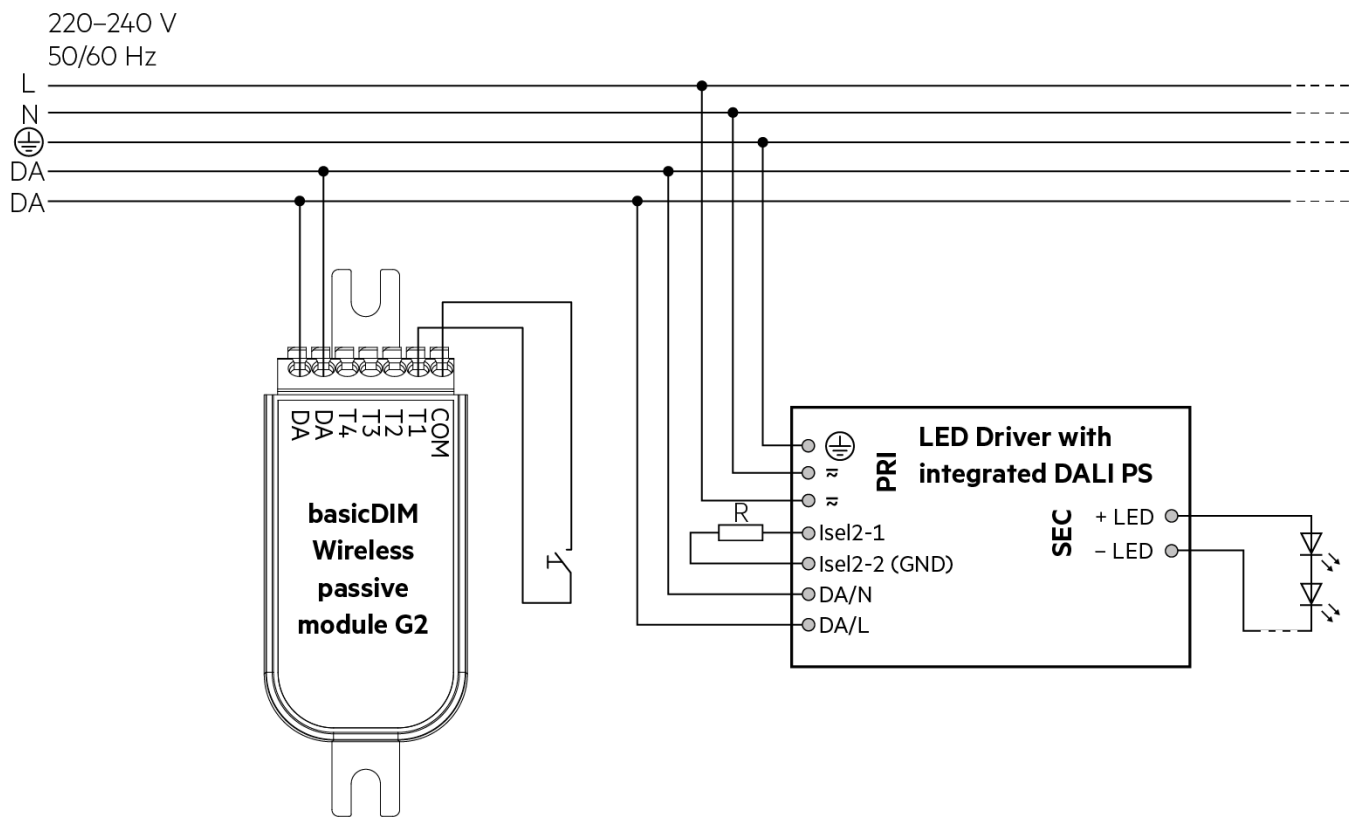 220–240 V
50/60 Hz
L
N
DA
DA
DA
DA
T4
T3
T2
T1
COM
basicDIM
Wireless
passive
module G2
LED Driver with
integrated DALI PS
PRI
≂
≂
R
Isel2-1
Isel2-2 (GND)
DA/N
DA/L
SEC
+ LED
– LED